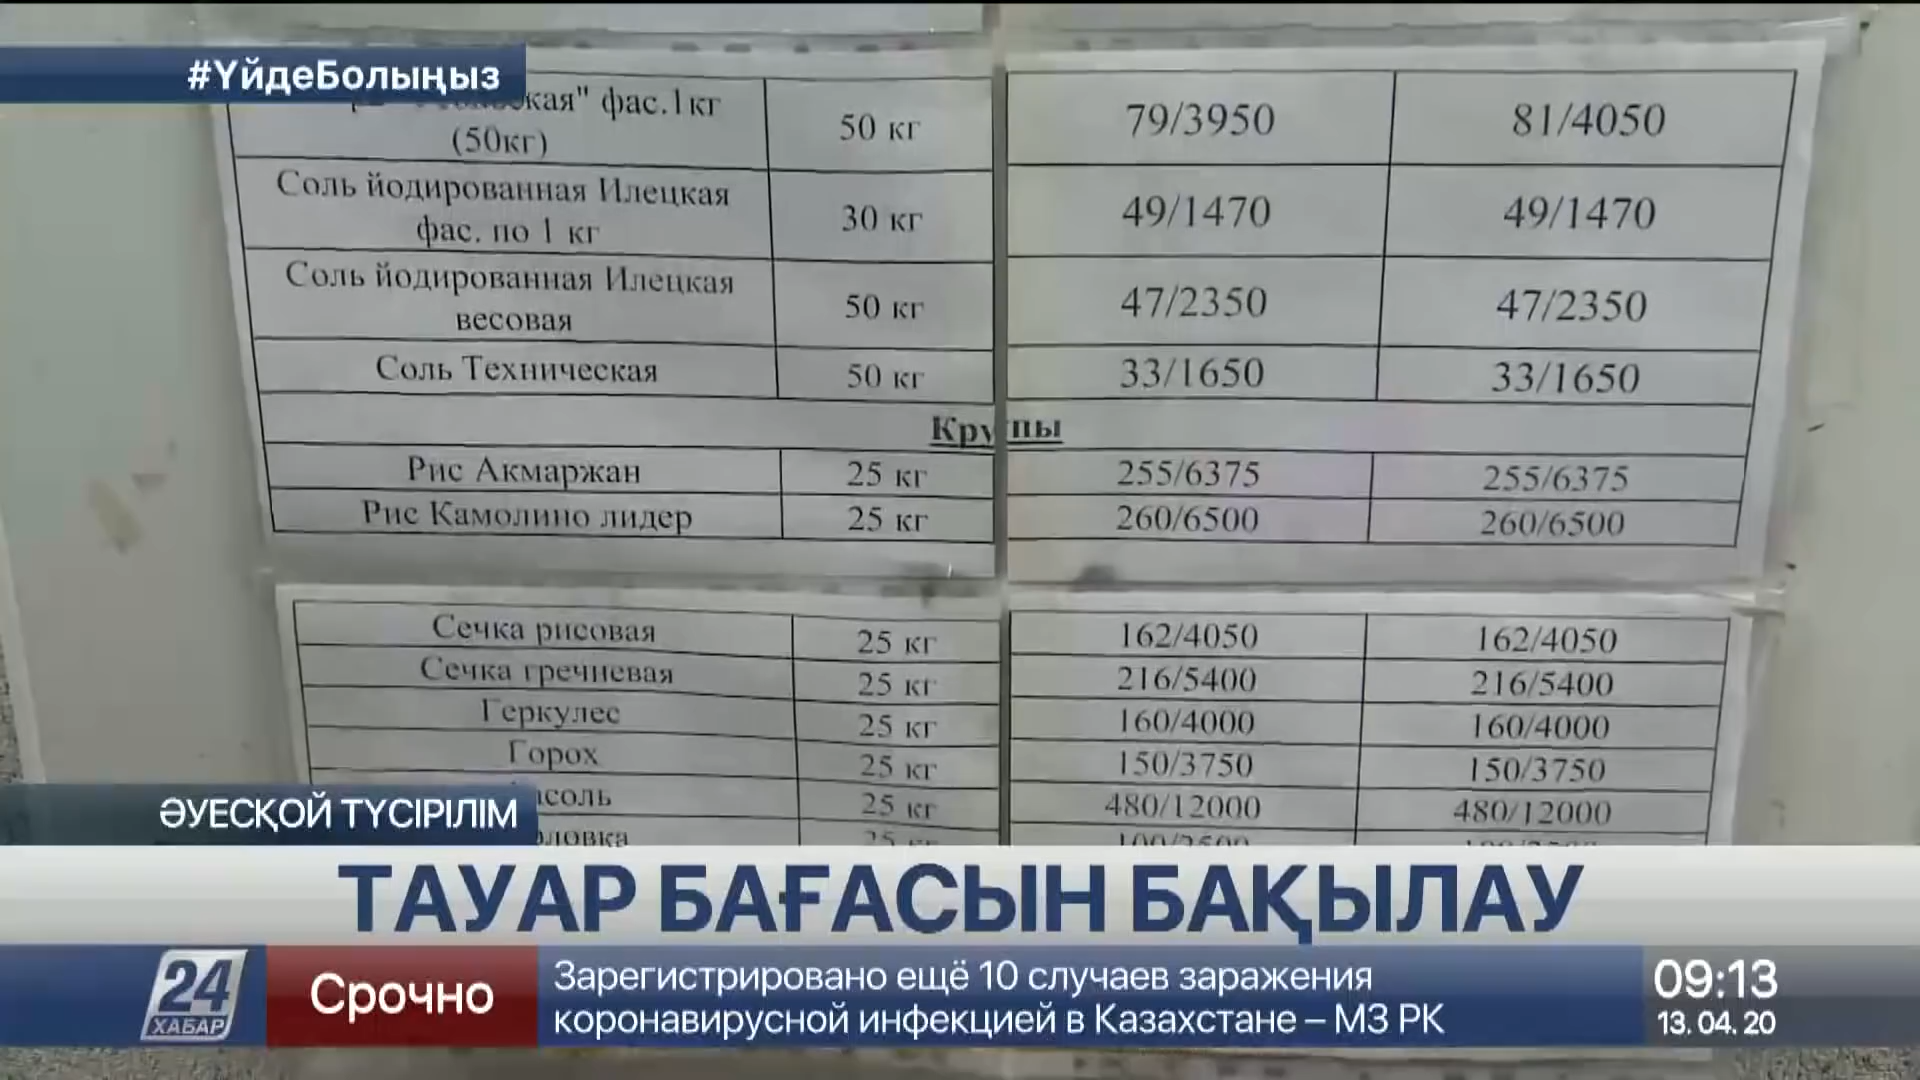 #ҮйдеБолыңыз
фас.1кг 50 кг 79/3950 81/4050
(50кг)
Соль йодированная Илецкая фас. по 1 кг 30 кг 49/1470 49/1470
Соль йодированная Илецкая весовая 50 кг 47/2350 47/2350
Соль Техническая 50 кг 33/1650 33/1650
Крупы
Рис Акмаржан 25 кг 255/6375 255/6375
Рис Камолино лидер 25 кг 260/6500 260/6500
Сечка рисовая 25 кг 162/4050 162/4050
Сечка гречневая 25 кг 216/5400 216/5400
Геркулес 25 кг 160/4000 160/4000
Горох 25 кг 150/3750 150/3750
25 кг 480/12000 480/12000
ӘУЕСҚОЙ ТҮСІРІЛІМ
ТАУАР БАҒАСЫН БАҚЫЛАУ
24 ХАБАР
Срочно
Зарегистрировано ещё 10 случаев заражения
коронавирусной инфекцией в Казахстане – МЗ РК
09:13
13.04.20